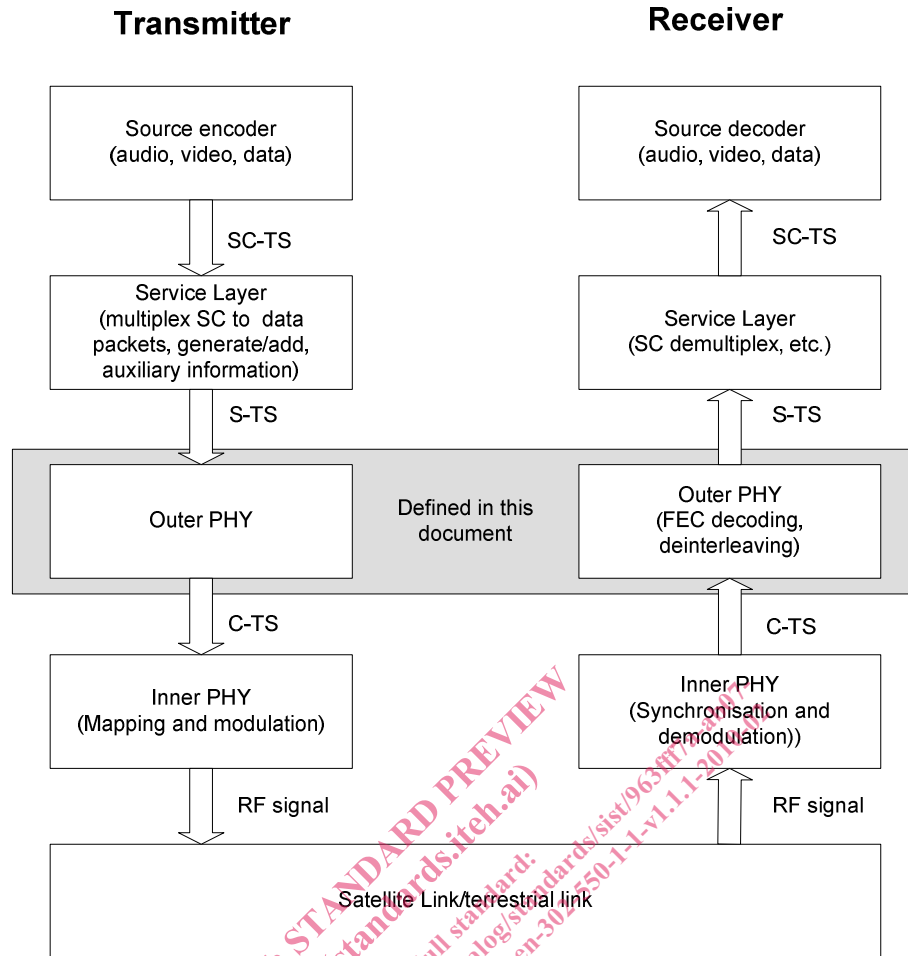 Transmitter
Receiver
Source encoder
(audio, video, data)
Source decoder
(audio, video, data)
SC-TS
SC-TS
Service Layer
(multiplex SC to data
packets, generate/add,
auxiliary information)
Service Layer
(SC demultiplex, etc.)
S-TS
S-TS
Outer PHY
Defined in this
document
Outer PHY
(FEC decoding,
deinterleaving)
C-TS
C-TS
Inner PHY
(Mapping and modulation)
Inner PHY
(Synchronisation and
demodulation))
RF signal
RF signal
Satellite Link/terrestrial link
STANDARD PREVIEW
standards.iteh.ai)
full standard: